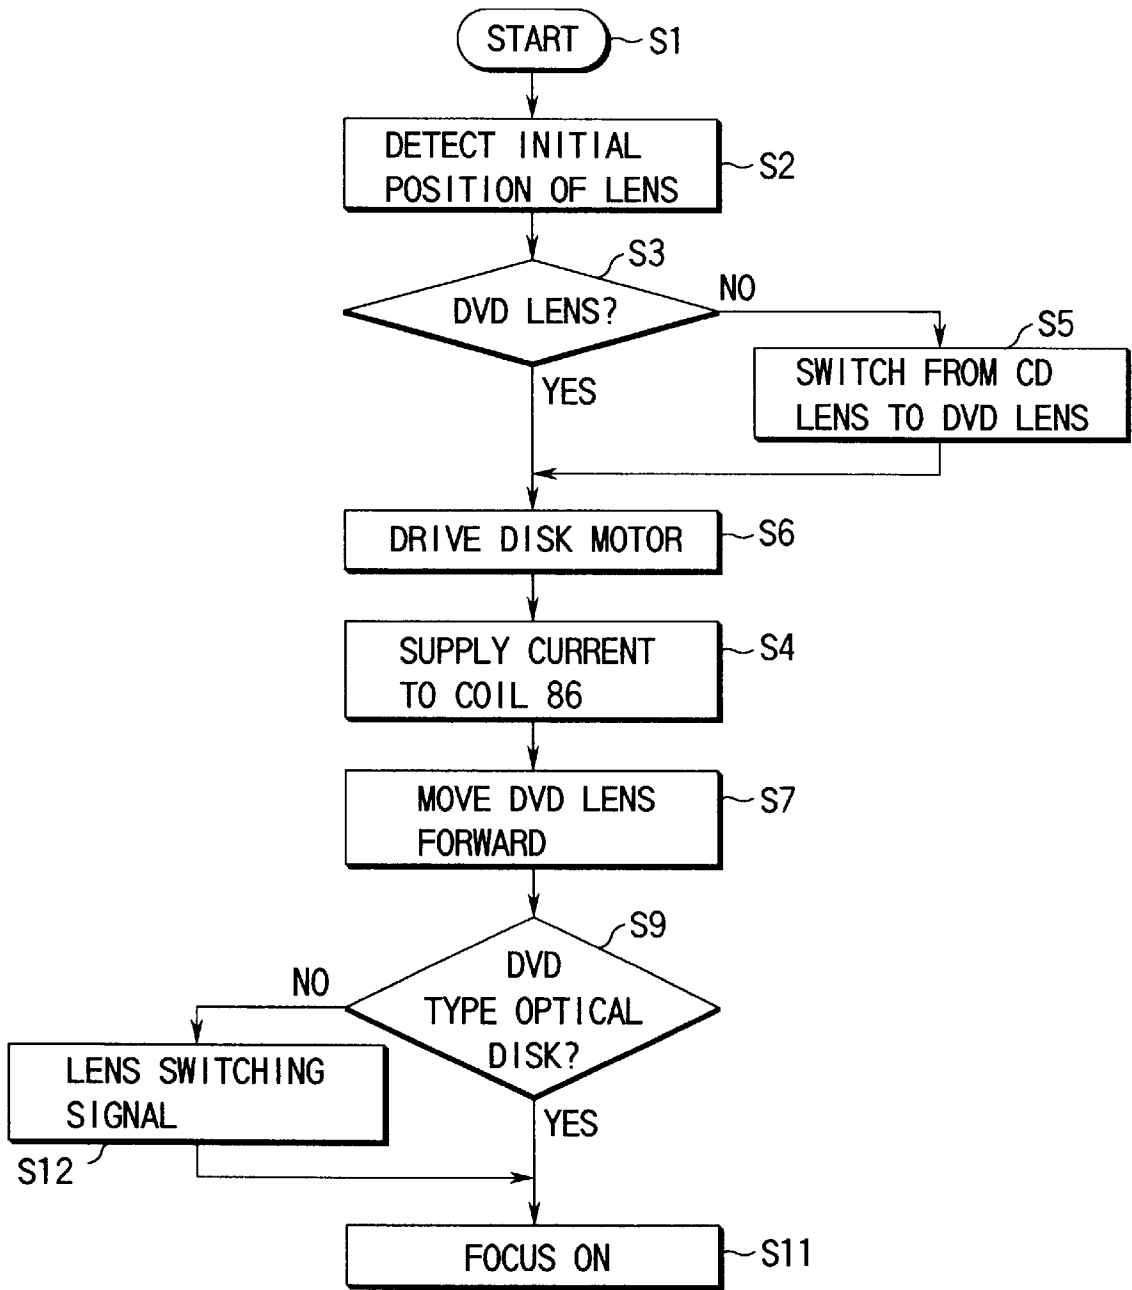 START
S1
DETECT INITIAL
POSITION OF LENS
S2
S3
DVD LENS?
NO
YES
S5
SWITCH FROM CD
LENS TO DVD LENS
DRIVE DISK MOTOR
S6
SUPPLY CURRENT
TO COIL 86
S4
MOVE DVD LENS
FORWARD
S7
S9
DVD
TYPE OPTICAL
DISK?
NO
YES
LENS SWITCHING
SIGNAL
S12
FOCUS ON
S11